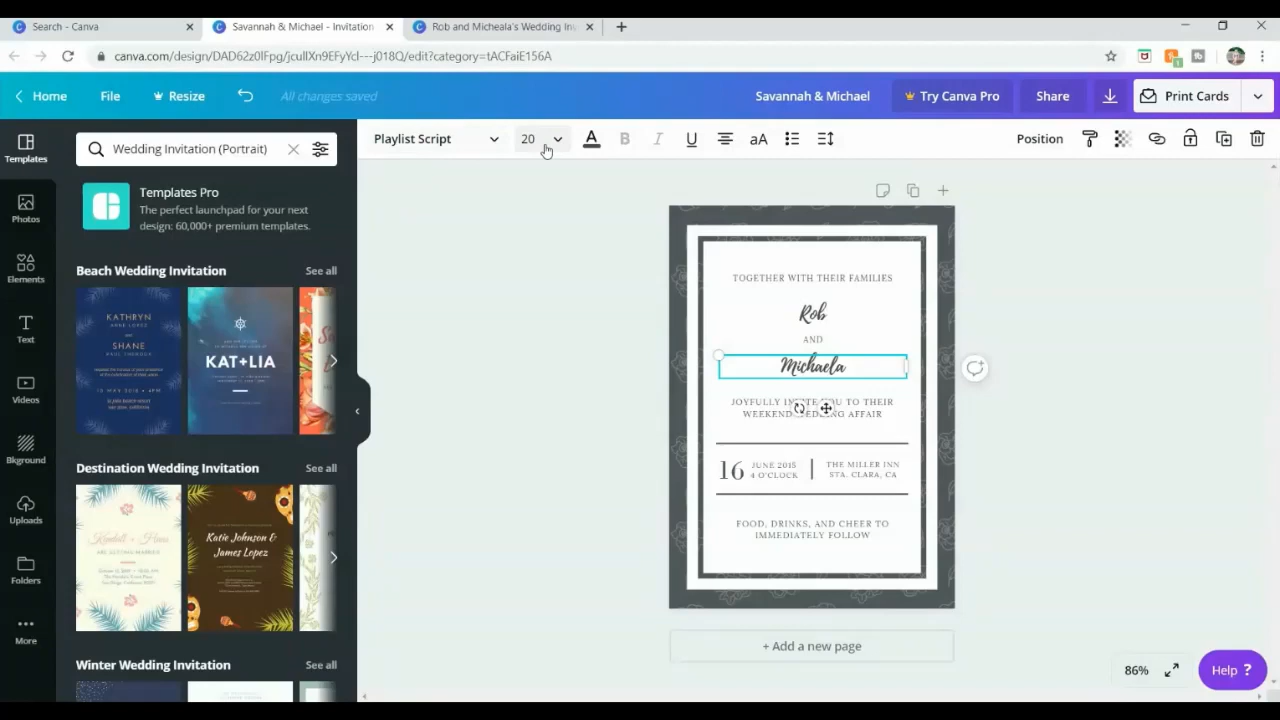 Search - Canva
Savannah & Michael - Invitation
Rob and Micheala's Wedding Inv
canva.com/design/DAD62z0lFpg/jcullXn9EFyYcl---j018Q/edit?category=tACFaiE156A
Home
File
Resize
All changes saved
Savannah & Michael
Try Canva Pro
Share
Print Cards
Templates
Photos
Elements
Text
Videos
Bkground
Uploads
Folders
More
Wedding Invitation (Portrait)
Templates Pro
The perfect launchpad for your next
design: 60,000+ premium templates.
Beach Wedding Invitation
See all
KATHRYN
ANNE LOPEZ
and
SHANE
KAT+LIA
Destination Wedding Invitation
See all
Katie Johnson &
James Lopez
Winter Wedding Invitation
See all
Playlist Script
20
B
I
U
aA
Position
TOGETHER WITH THEIR FAMILIES
Rob
AND
Michaela
JOYFULLY INVITE YOU TO THEIR
WEEKEND WEDDING AFFAIR
16
JUNE 2015
4 O'CLOCK
THE MILLER INN
STA. CLARA, CA
FOOD, DRINKS, AND CHEER TO
IMMEDIATELY FOLLOW
+ Add a new page
86%
Help ?